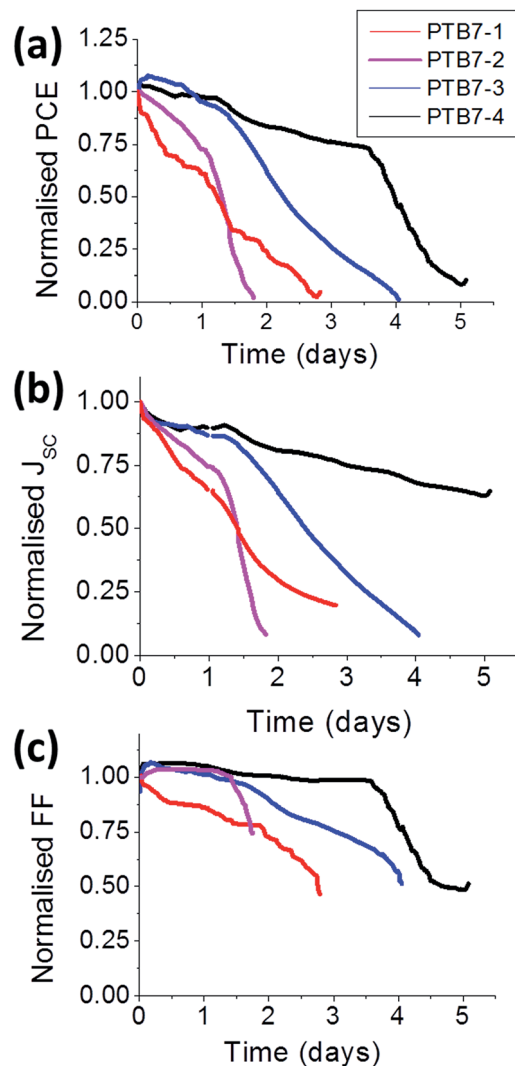 (a)
PTB7-1
PTB7-2
PTB7-3
PTB7-4
Normalised PCE
1.25
1.00
0.75
0.50
0.25
0.00
0 1 2 3 4 5
Time (days)
(b)
Normalised J_SC
1.00
0.75
0.50
0.25
0.00
0 1 2 3 4 5
Time (days)
(c)
Normalised FF
1.00
0.75
0.50
0.25
0.00
0 1 2 3 4 5
Time (days)